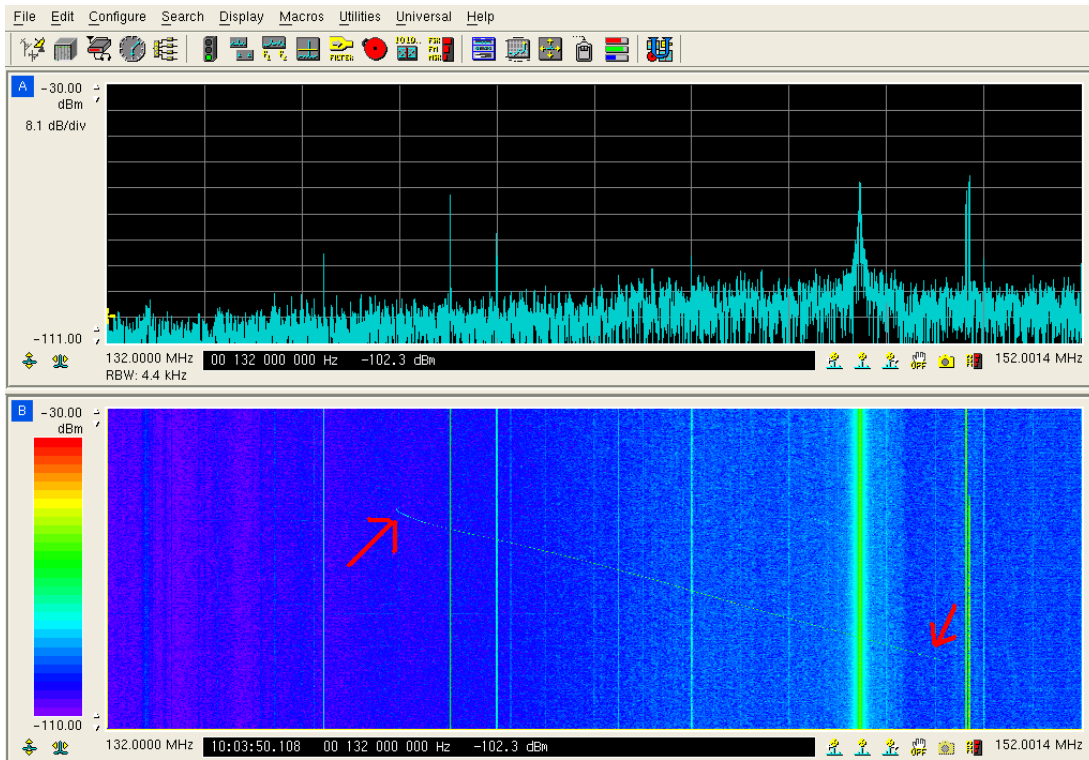 File Edit Configure Search Display Macros Utilities Universal Help
A -30.00
dBm
8.1 dB/div
-111.00
132.0000 MHz 00 132 000 000 Hz -102.3 dBm OFF 152.0014 MHz
RBW: 4.4 kHz
B -30.00
dBm
-110.00
132.0000 MHz 10:03:50.108 00 132 000 000 Hz -102.3 dBm OFF 152.0014 MHz